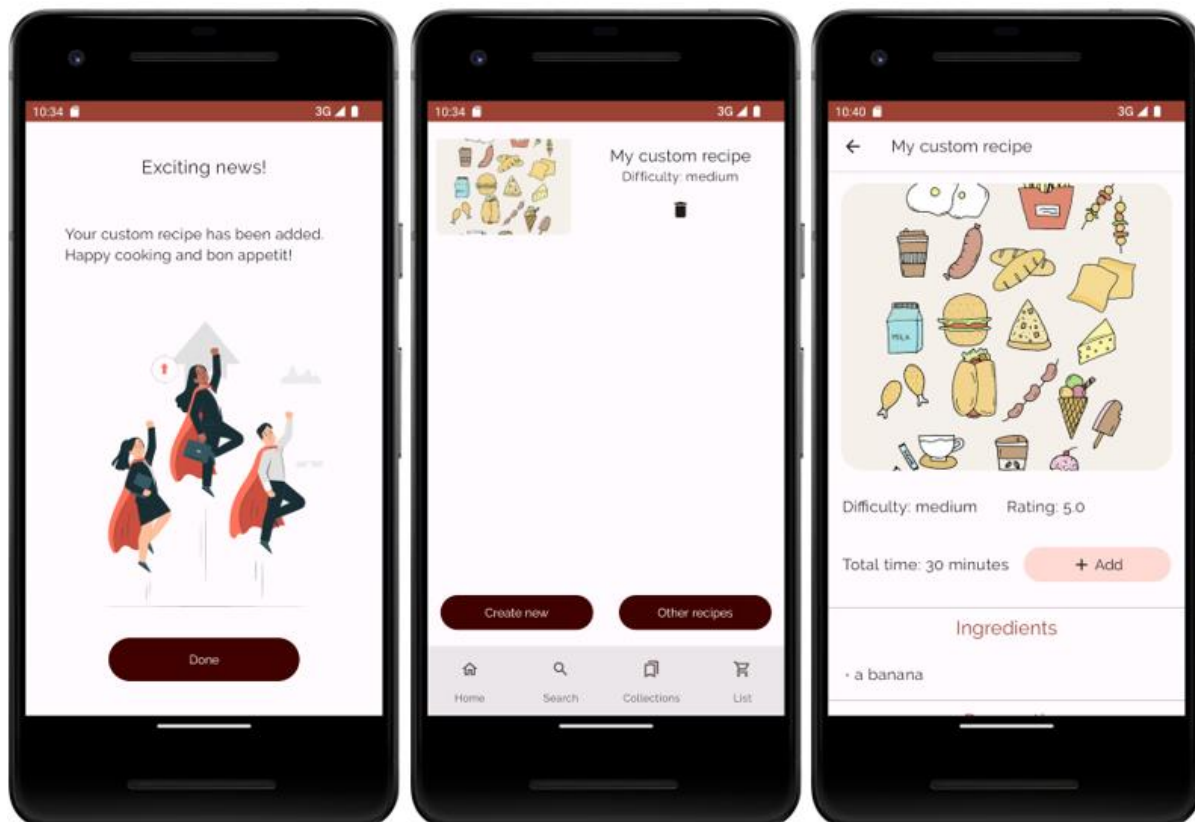 10:34
3G
Exciting news!
Your custom recipe has been added.
Happy cooking and bon appetit!
Done
10:34
3G
My custom recipe
Difficulty: medium
Create new
Other recipes
Home
Search
Collections
List
10:40
3G
My custom recipe
MILK
Difficulty: medium
Rating: 5.0
Total time: 30 minutes
+ Add
Ingredients
- a banana